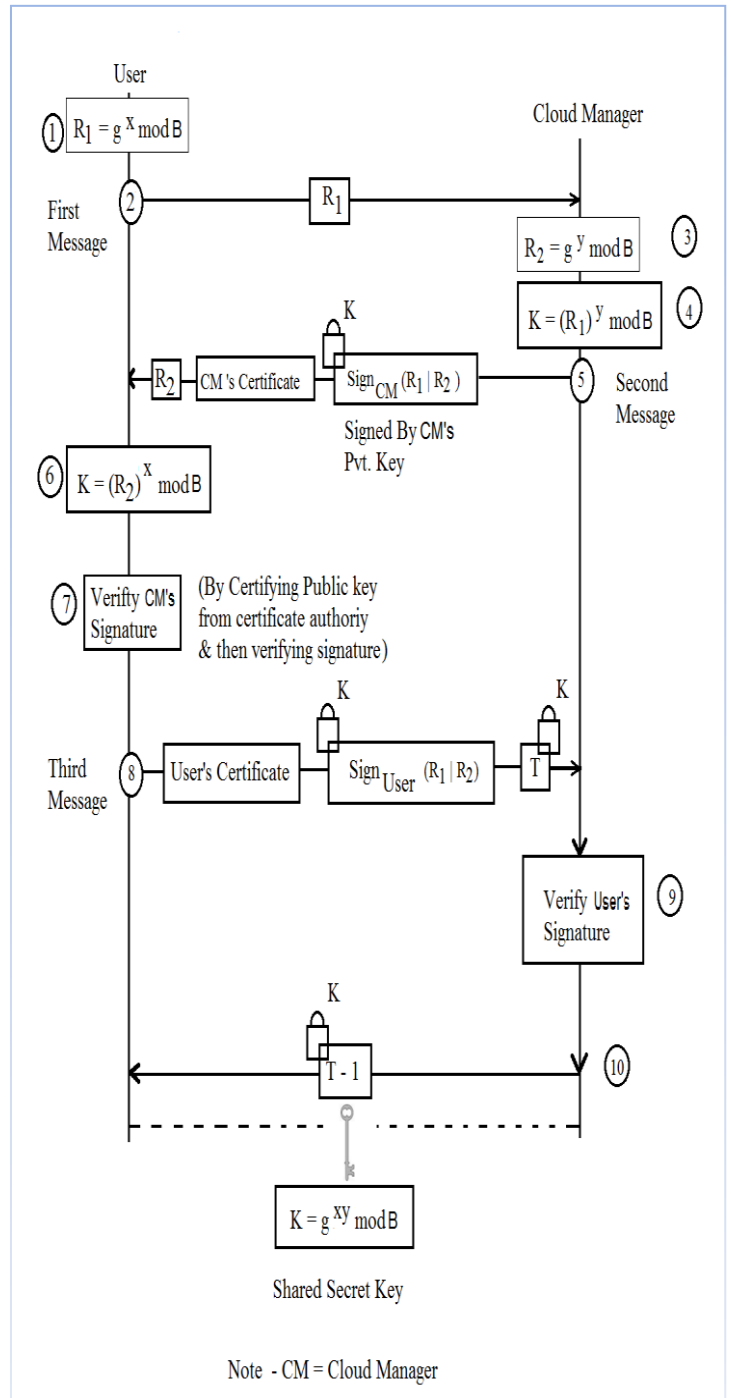 User
Cloud Manager
1
R1 = g x mod B
First
Message
2
R1
R2 = g y mod B
3
K = (R1) y mod B
4
K
R2
CM 's Certificate
Sign CM (R1 | R2 )
5
Second
Message
Signed By CM's
Pvt. Key
6
K = (R2) x mod B
7
Verifty CM's
Signature
(By Certifying Public key
from certificate authoriy
& then verifying signature)
K
K
Third
Message
8
User's Certificate
Sign User (R1 | R2)
T
Verify User's
Signature
9
K
T - 1
10
K = g xy mod B
Shared Secret Key
Note - CM = Cloud Manager